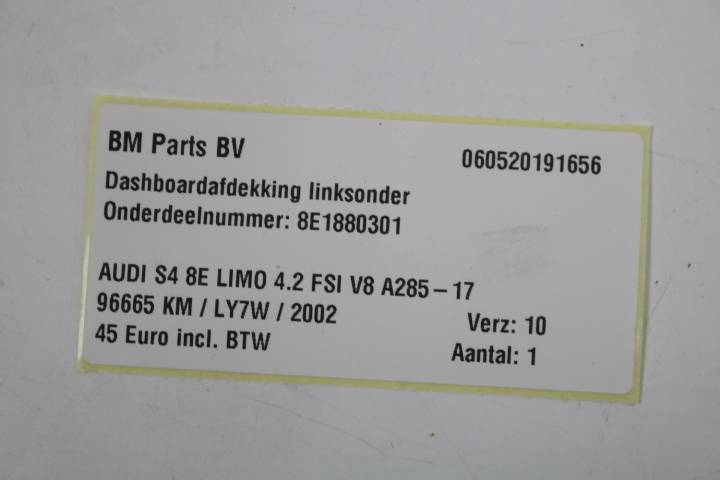 BM Parts BV 060520191656
Dashboardafdekking linksonder
Onderdeelnummer: 8E1880301
AUDI S4 8E LIMO 4.2 FSI V8 A285-17
96665 KM / LY7W / 2002 Verz: 10
45 Euro incl. BTW Aantal: 1